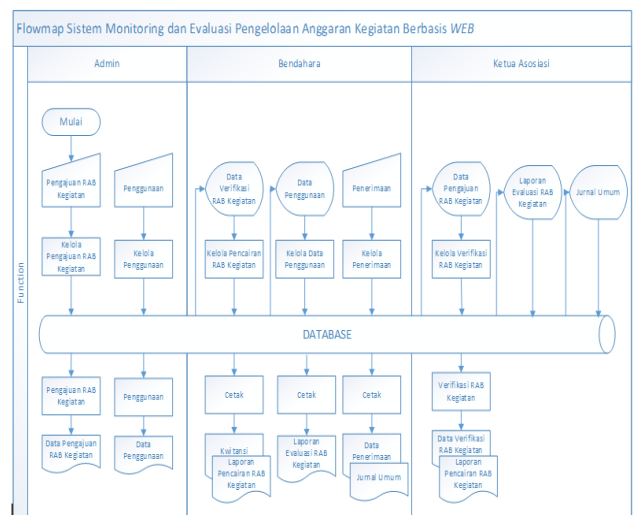 Flowmap Sistem Monitoring dan Evaluasi Pengelolaan Anggaran Kegiatan Berbasis WEB
Admin
Bendahara
Ketua Asosiasi
Function
Mulai
Pengajuan RAB
Kegiatan
Penggunaan
Data
Verifikasi
RAB Kegiatan
Data
Penggunaan
Penerimaan
Data
Pengajuan
RAB Kegiatan
Laporan
Evaluasi RAB
Kegiatan
Jurnal Umum
Kelola
Pengajuan RAB
Kegiatan
Kelola
Penggunaan
Kelola Pencairan
RAB Kegiatan
Kelola Data
Penggunaan
Kelola
Penerimaan
Kelola Verifikasi
RAB Kegiatan
DATABASE
Pengajuan RAB
Kegiatan
Penggunaan
Cetak
Cetak
Cetak
Verifikasi RAB
Kegiatan
Data Pengajuan
RAB Kegiatan
Data
Penggunaan
Kwitansi
Laporan
Pencairan RAB
Kegiatan
Laporan
Evaluasi RAB
Kegiatan
Data
Penerimaan
Jurnal Umum
Data Verifikasi
RAB Kegiatan
Laporan
Pencairan RAB
Kegiatan